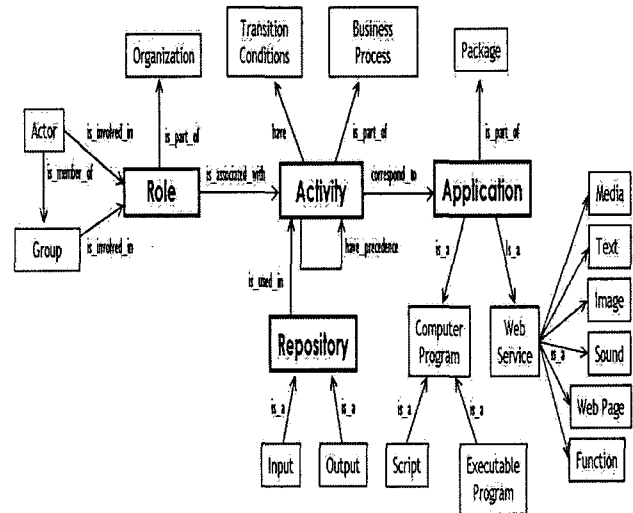 Transition
Conditions
Business
Process
Organization
Package
Actor
is_involved_in
is_part_of
have
is_part_of
is_part_of
is_member_of
Role
is_associated_with
Activity
correspond_to
Application
Media
Group
is_involved_in
have_precedence
is_a
is_a
Text
is_used_in
Image
Repository
Computer
Program
Web
Service
is_a
Sound
is_a
is_a
is_a
is_a
Web Page
Input
Output
Script
Executable
Program
Function